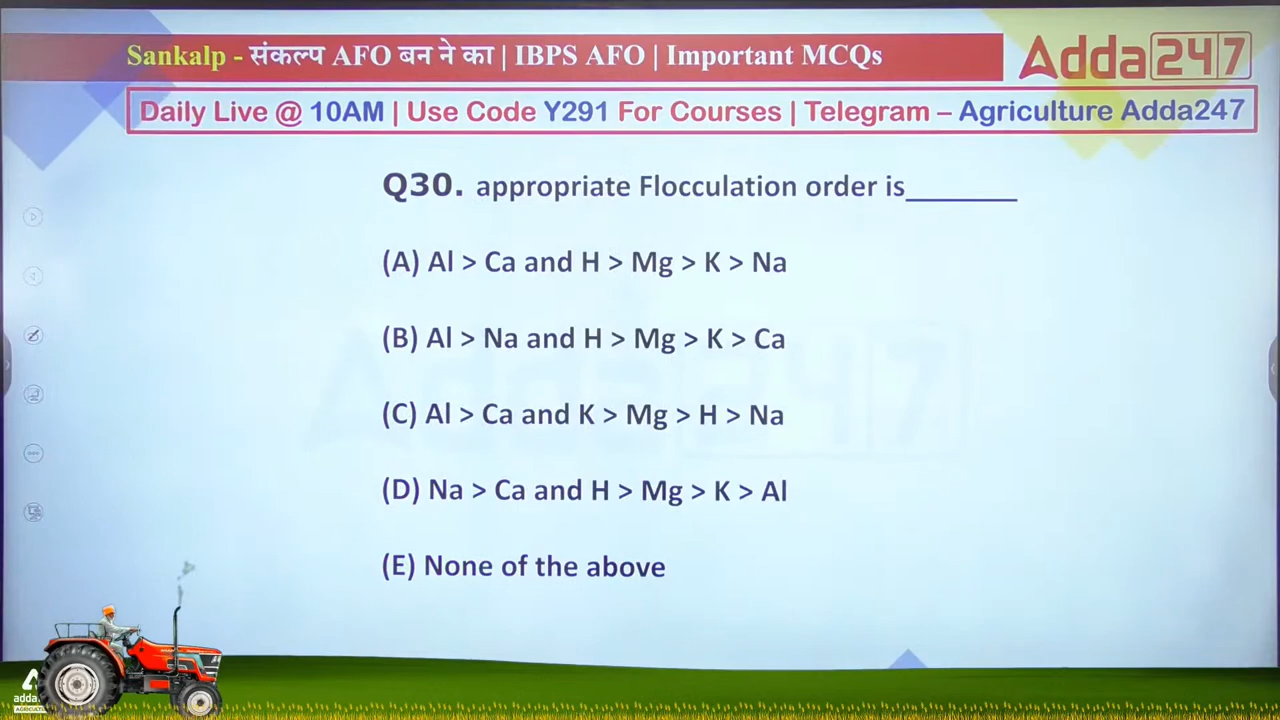 Sankalp - संकल्प AFO बन ने का | IBPS AFO | Important MCQs
Adda247
Daily Live @ 10AM | Use Code Y291 For Courses | Telegram – Agriculture Adda247
Q30. appropriate Flocculation order is_______
(A) Al > Ca and H > Mg > K > Na
(B) Al > Na and H > Mg > K > Ca
(C) Al > Ca and K > Mg > H > Na
(D) Na > Ca and H > Mg > K > Al
(E) None of the above
Adda247